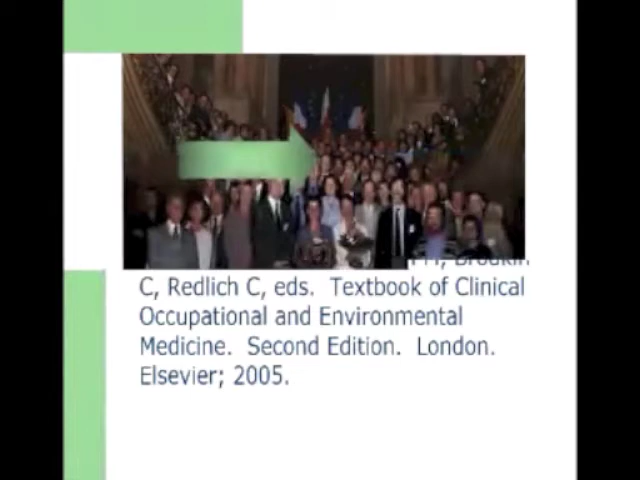 C, Redlich C, eds. Textbook of Clinical
Occupational and Environmental
Medicine. Second Edition. London.
Elsevier; 2005.